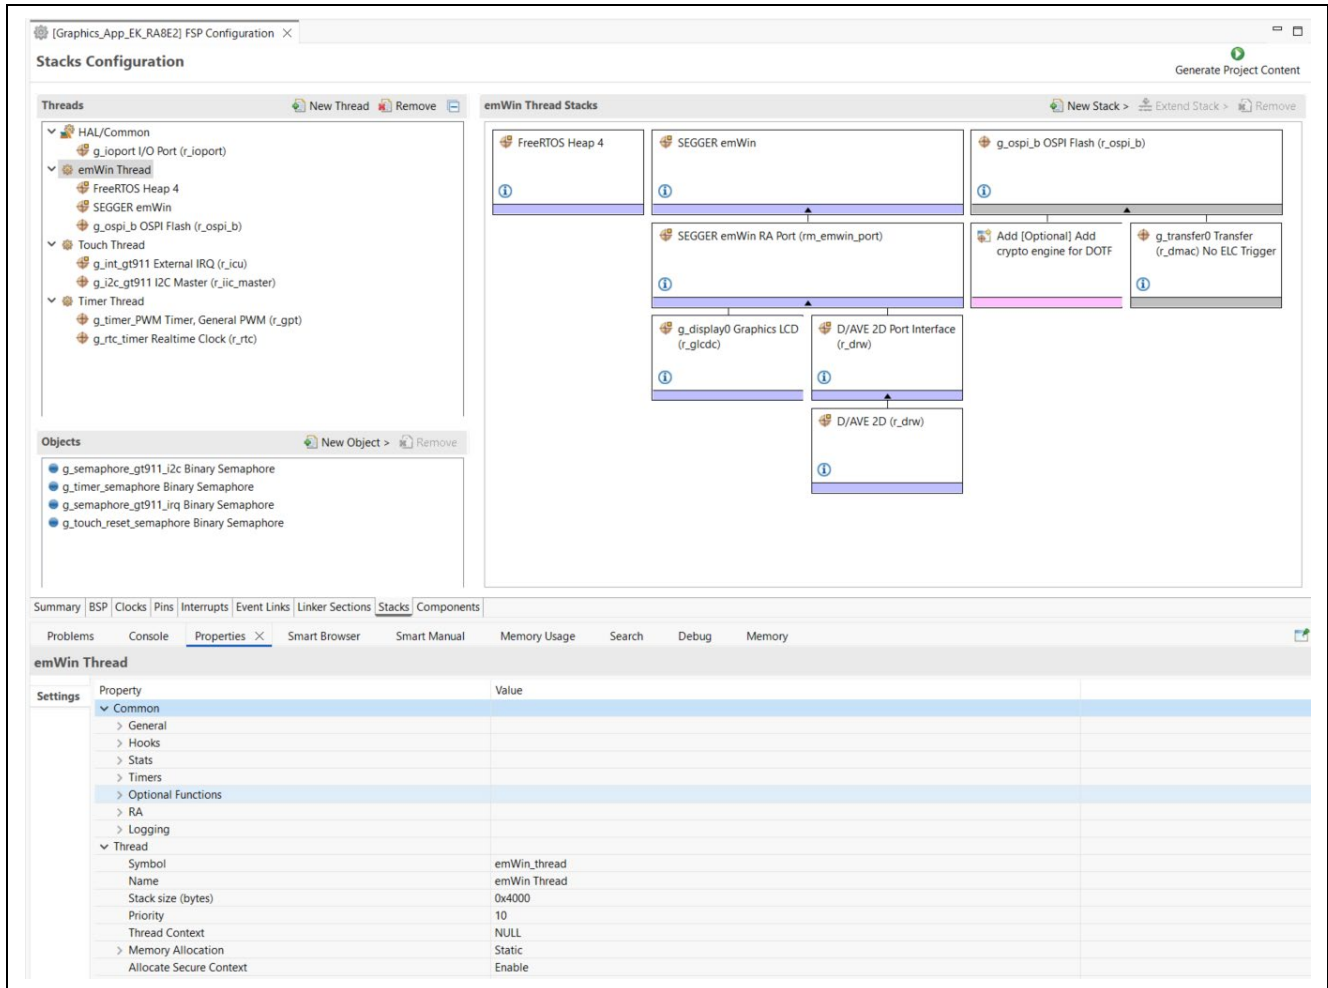 [Graphics_App_EK_RA8E2] FSP Configuration
Stacks Configuration
Generate Project Content
Threads
New Thread
Remove
HAL/Common
g_ioport I/O Port (r_ioport)
emWin Thread
FreeRTOS Heap 4
SEGGER emWin
g_ospi_b OSPI Flash (r_ospi_b)
Touch Thread
g_int_gt911 External IRQ (r_icu)
g_i2c_gt911 I2C Master (r_iic_master)
Timer Thread
g_timer_PWM Timer, General PWM (r_gpt)
g_rtc_timer Realtime Clock (r_rtc)
Objects
New Object >
Remove
g_semaphore_gt911_i2c Binary Semaphore
g_timer_semaphore Binary Semaphore
g_semaphore_gt911_irq Binary Semaphore
g_touch_reset_semaphore Binary Semaphore
emWin Thread Stacks
New Stack >
Extend Stack >
Remove
FreeRTOS Heap 4
SEGGER emWin
g_ospi_b OSPI Flash (r_ospi_b)
SEGGER emWin RA Port (rm_emwin_port)
Add [Optional] Add
crypto engine for DOTF
g_transfer0 Transfer
(r_dmac) No ELC Trigger
g_display0 Graphics LCD
(r_glcdc)
D/AVE 2D Port Interface
(r_drw)
D/AVE 2D (r_drw)
Summary BSP Clocks Pins Interrupts Event Links Linker Sections Stacks Components
Problems Console Properties Smart Browser Smart Manual Memory Usage Search Debug Memory
emWin Thread
Settings
Property Value
Common
General
Hooks
Stats
Timers
Optional Functions
RA
Logging
Thread
Symbol emWin_thread
Name emWin Thread
Stack size (bytes) 0x4000
Priority 10
Thread Context NULL
Memory Allocation Static
Allocate Secure Context Enable